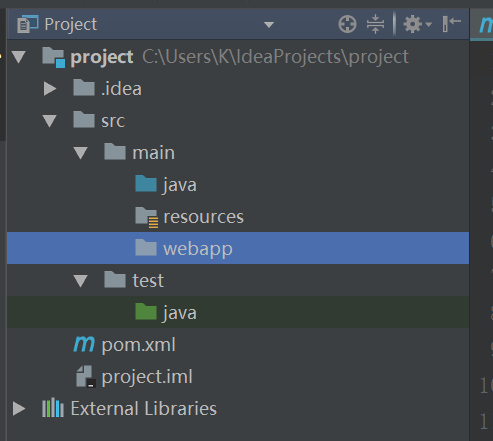 Project
project C:\Users\K\IdeaProjects\project
.idea
src
main
java
resources
webapp
test
java
m pom.xml
project.iml
External Libraries